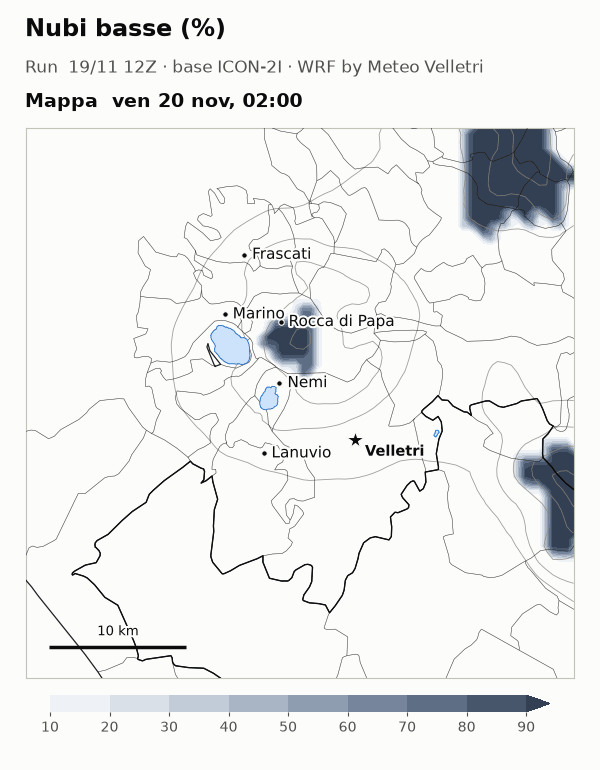 Nubi basse (%)
Run  19/11 12Z · base ICON-2I · WRF by Meteo Velletri
Mappa  ven 20 nov, 02:00
Frascati
Marino
Rocca di Papa
Nemi
Velletri
Lanuvio
10 km
10 20 30 40 50 60 70 80 90